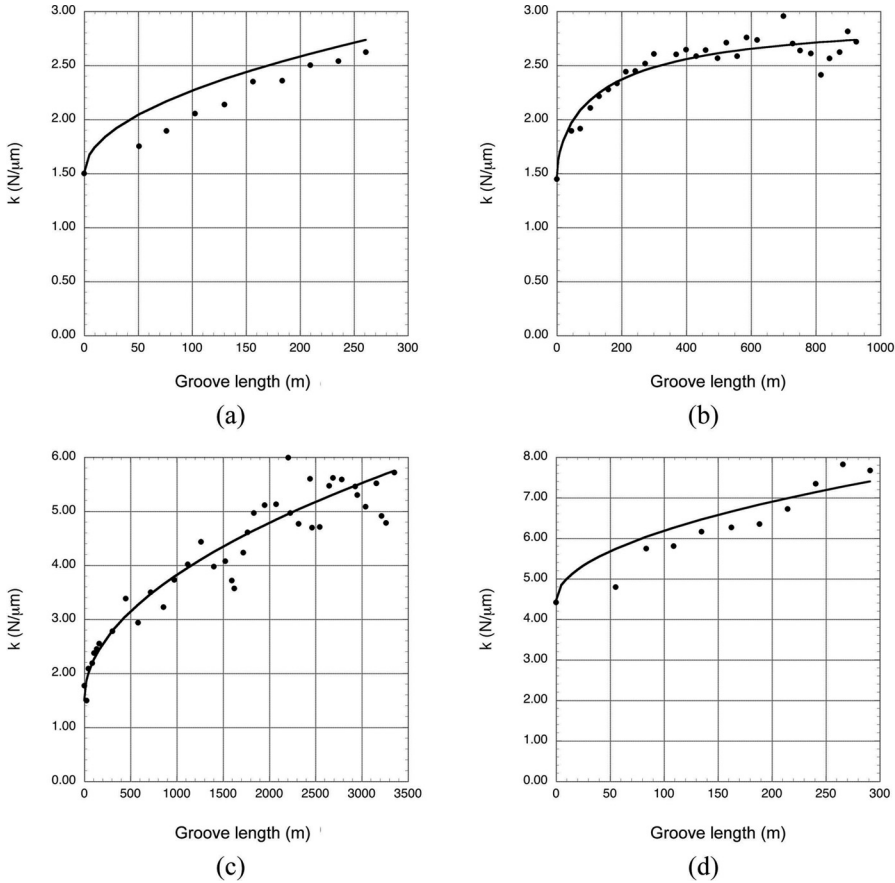 3.00
2.50
2.00
1.50
1.00
0.50
0.00
k (N/μm)
0 50 100 150 200 250 300
Groove length (m)
(a)
3.00
2.50
2.00
1.50
1.00
0.50
0.00
k (N/μm)
0 200 400 600 800 1000
Groove length (m)
(b)
6.00
5.00
4.00
3.00
2.00
1.00
0.00
k (N/μm)
0 500 1000 1500 2000 2500 3000 3500
Groove length (m)
(c)
8.00
7.00
6.00
5.00
4.00
3.00
2.00
1.00
0.00
k (N/μm)
0 50 100 150 200 250 300
Groove length (m)
(d)